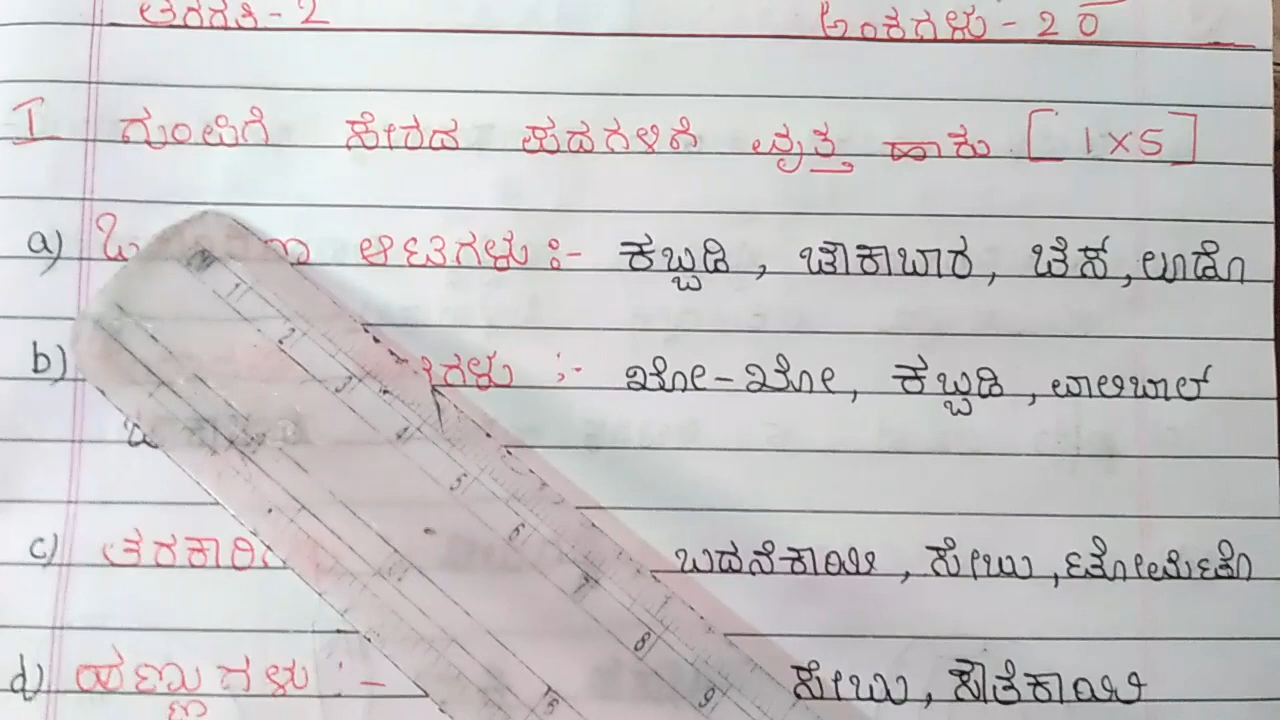 ತರಗತಿ - 2 ಅಂಕಗಳು - 20
I ಗುಂಪಿಗೆ ಸೇರದ ಪದಗಳಿಗೆ ವೃತ್ತ ಹಾಕು. [ 1 X 5 ]
a) ಆಟಗಳು :- ಕಬ್ಬಡಿ , ಚೌಕಾಬಾರ , ಚೆಸ್ , ಲೂಡೊ
b) ಗಳು :- ಖೋ - ಖೋ , ಕಬ್ಬಡಿ , ವಾಲಿಬಾಲ್
c) ತರಕಾರಿ ಬದನೆಕಾಯಿ , ಸೇಬು , ಟೊಮೇಟೊ
d) ಹಣ್ಣುಗಳು :- ಸೇಬು , ಸೌತೆಕಾಯಿ